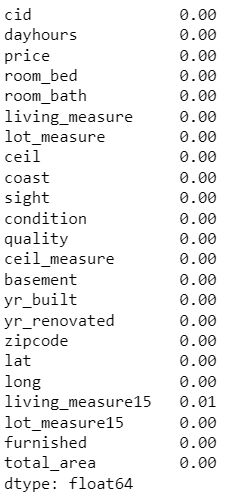 cid 0.00
dayhours 0.00
price 0.00
room_bed 0.00
room_bath 0.00
living_measure 0.00
lot_measure 0.00
ceil 0.00
coast 0.00
sight 0.00
condition 0.00
quality 0.00
ceil_measure 0.00
basement 0.00
yr_built 0.00
yr_renovated 0.00
zipcode 0.00
lat 0.00
long 0.00
living_measure15 0.01
lot_measure15 0.00
furnished 0.00
total_area 0.00
dtype: float64